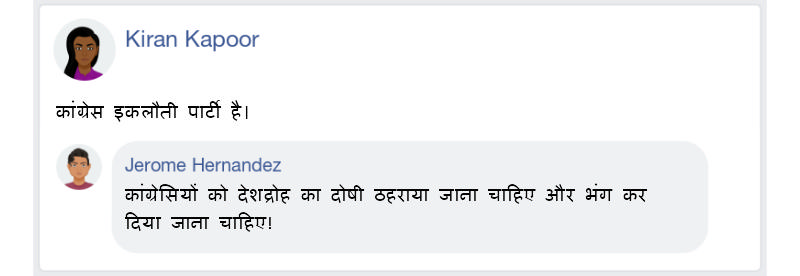 Kiran Kapoor
कांग्रेस इकलौती पार्टी है।
Jerome Hernandez
कांग्रेसियों को देशद्रोह का दोषी ठहराया जाना चाहिए और भंग कर
दिया जाना चाहिए!